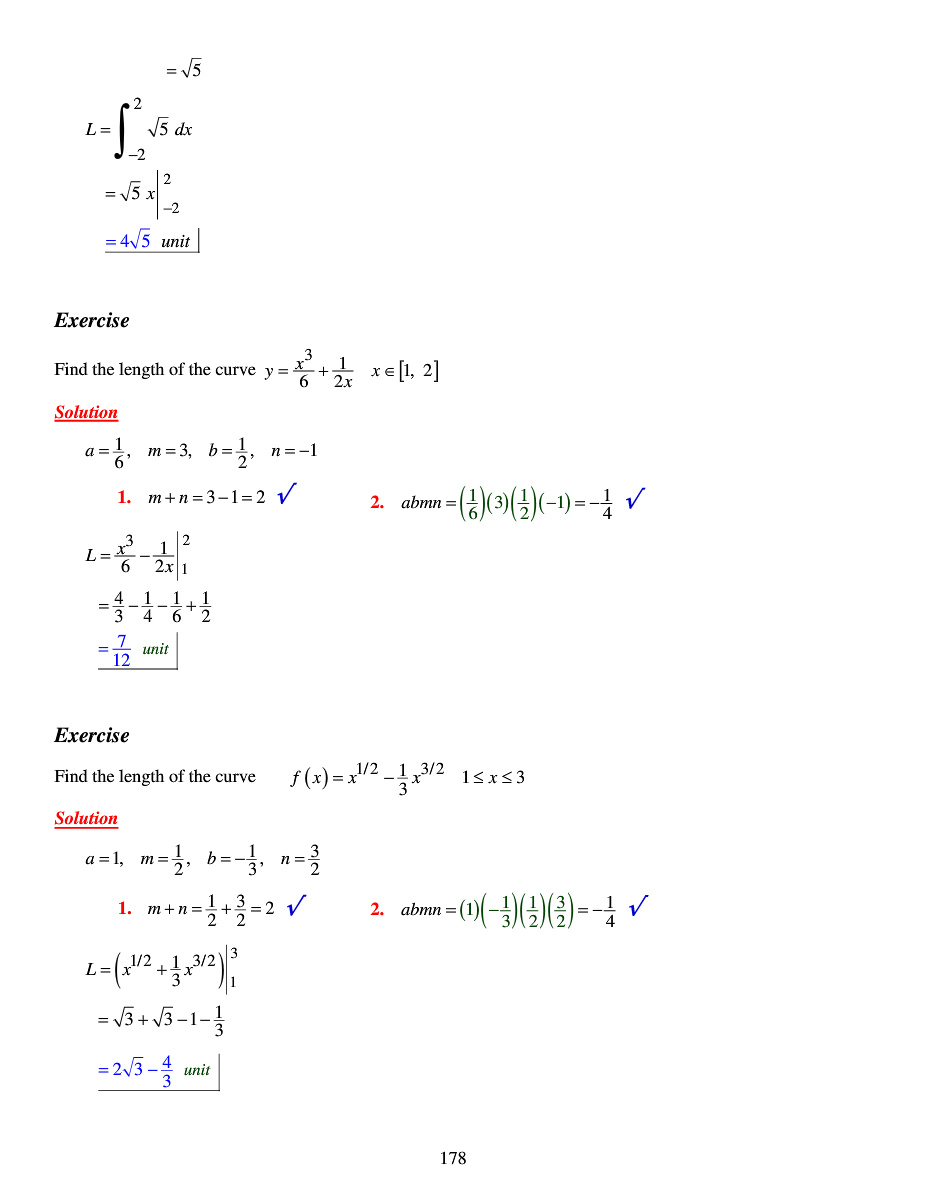 = √5
L = ∫_{-2}^{2} √5 dx
= √5 x |_{-2}^{2}
= 4√5 unit
Exercise
Find the length of the curve y = x^3/6 + 1/(2x) x ∈ [1, 2]
Solution
a = 1/6, m = 3, b = 1/2, n = −1
1. m + n = 3 − 1 = 2 √ 2. abmn = (1/6)(3)(1/2)(−1) = −1/4 √
L = x^3/6 − 1/(2x) |_{1}^{2}
= 4/3 − 1/4 − 1/6 + 1/2
= 7/12 unit
Exercise
Find the length of the curve f(x) = x^{1/2} − 1/3 x^{3/2} 1 ≤ x ≤ 3
Solution
a = 1, m = 1/2, b = −1/3, n = 3/2
1. m + n = 1/2 + 3/2 = 2 √ 2. abmn = (1)(−1/3)(1/2)(3/2) = −1/4 √
L = (x^{1/2} + 1/3 x^{3/2}) |_{1}^{3}
= √3 + √3 − 1 − 1/3
= 2√3 − 4/3 unit
178